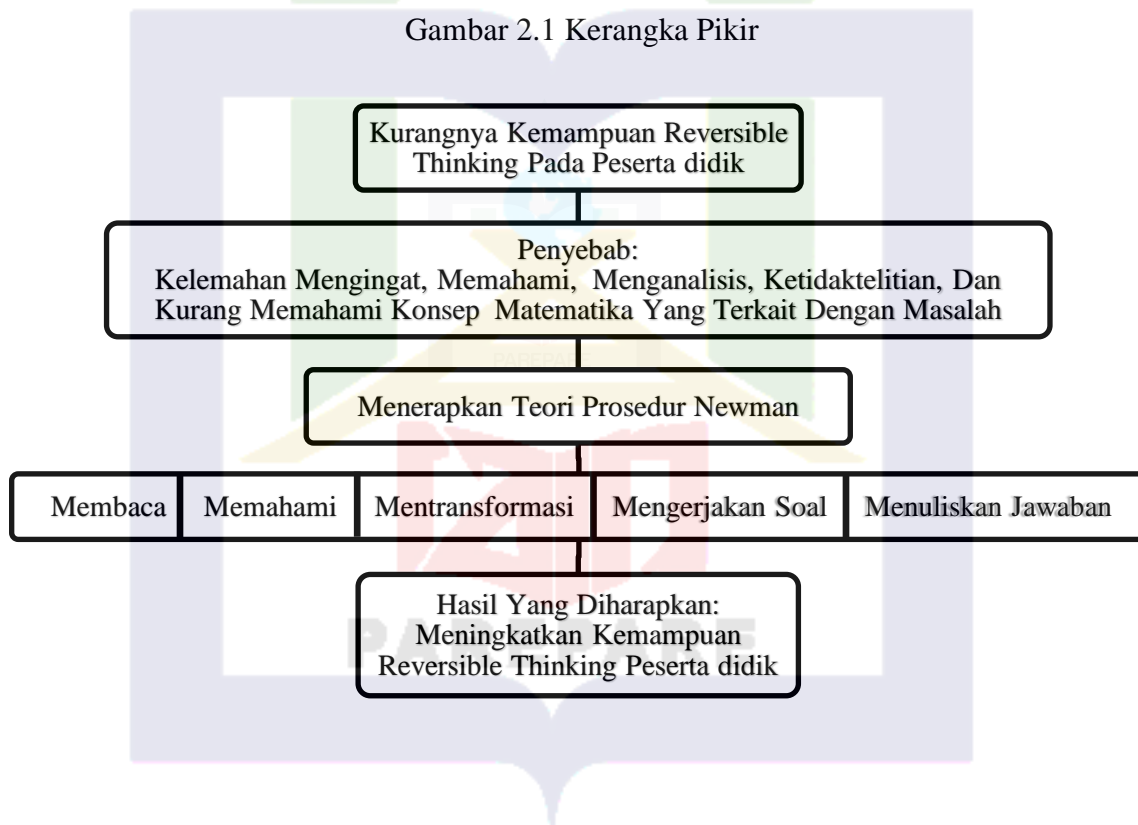 Gambar 2.1 Kerangka Pikir
Kurangnya Kemampuan Reversible
Thinking Pada Peserta didik
Penyebab:
Kelemahan Mengingat, Memahami, Menganalisis, Ketidaktelitian, Dan
Kurang Memahami Konsep Matematika Yang Terkait Dengan Masalah
PAREPARE
Menerapkan Teori Prosedur Newman
Membaca Memahami Mentransformasi Mengerjakan Soal Menuliskan Jawaban
Hasil Yang Diharapkan:
Meningkatkan Kemampuan
Reversible Thinking Peserta didik
PAREPARE